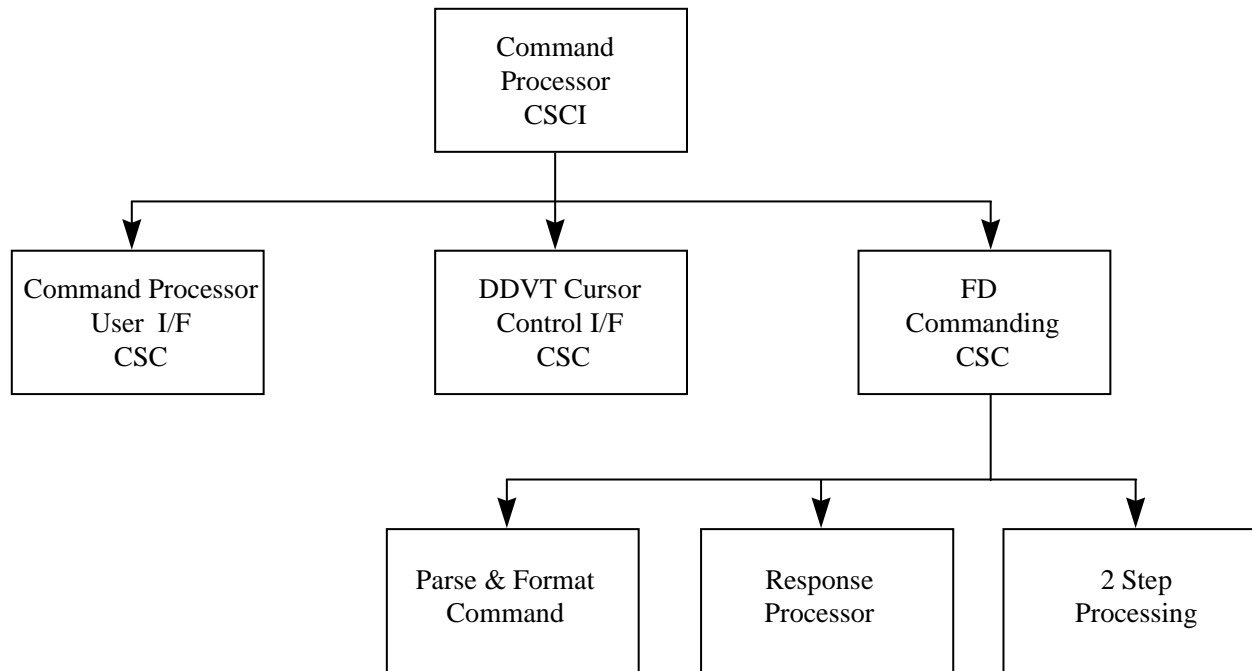 Command
Processor
CSCI
Command Processor
User I/F
CSC
DDVT Cursor
Control I/F
CSC
FD
Commanding
CSC
Parse & Format
Command
Response
Processor
2 Step
Processing